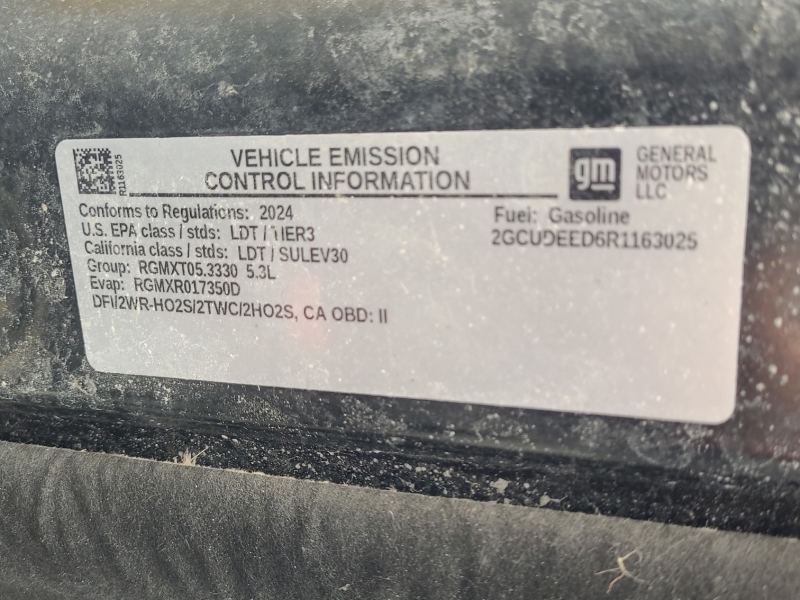 R1163025
VEHICLE EMISSION
CONTROL INFORMATION
gm
GENERAL
MOTORS
LLC
Conforms to Regulations: 2024
U.S. EPA class / stds: LDT / TIER3
California class / stds: LDT / SULEV30
Group: RGMXT05.3330 5.3L
Evap: RGMXR017350D
DFI/2WR-HO2S/2TWC/2HO2S, CA OBD: II
Fuel: Gasoline
2GCUDEED6R1163025